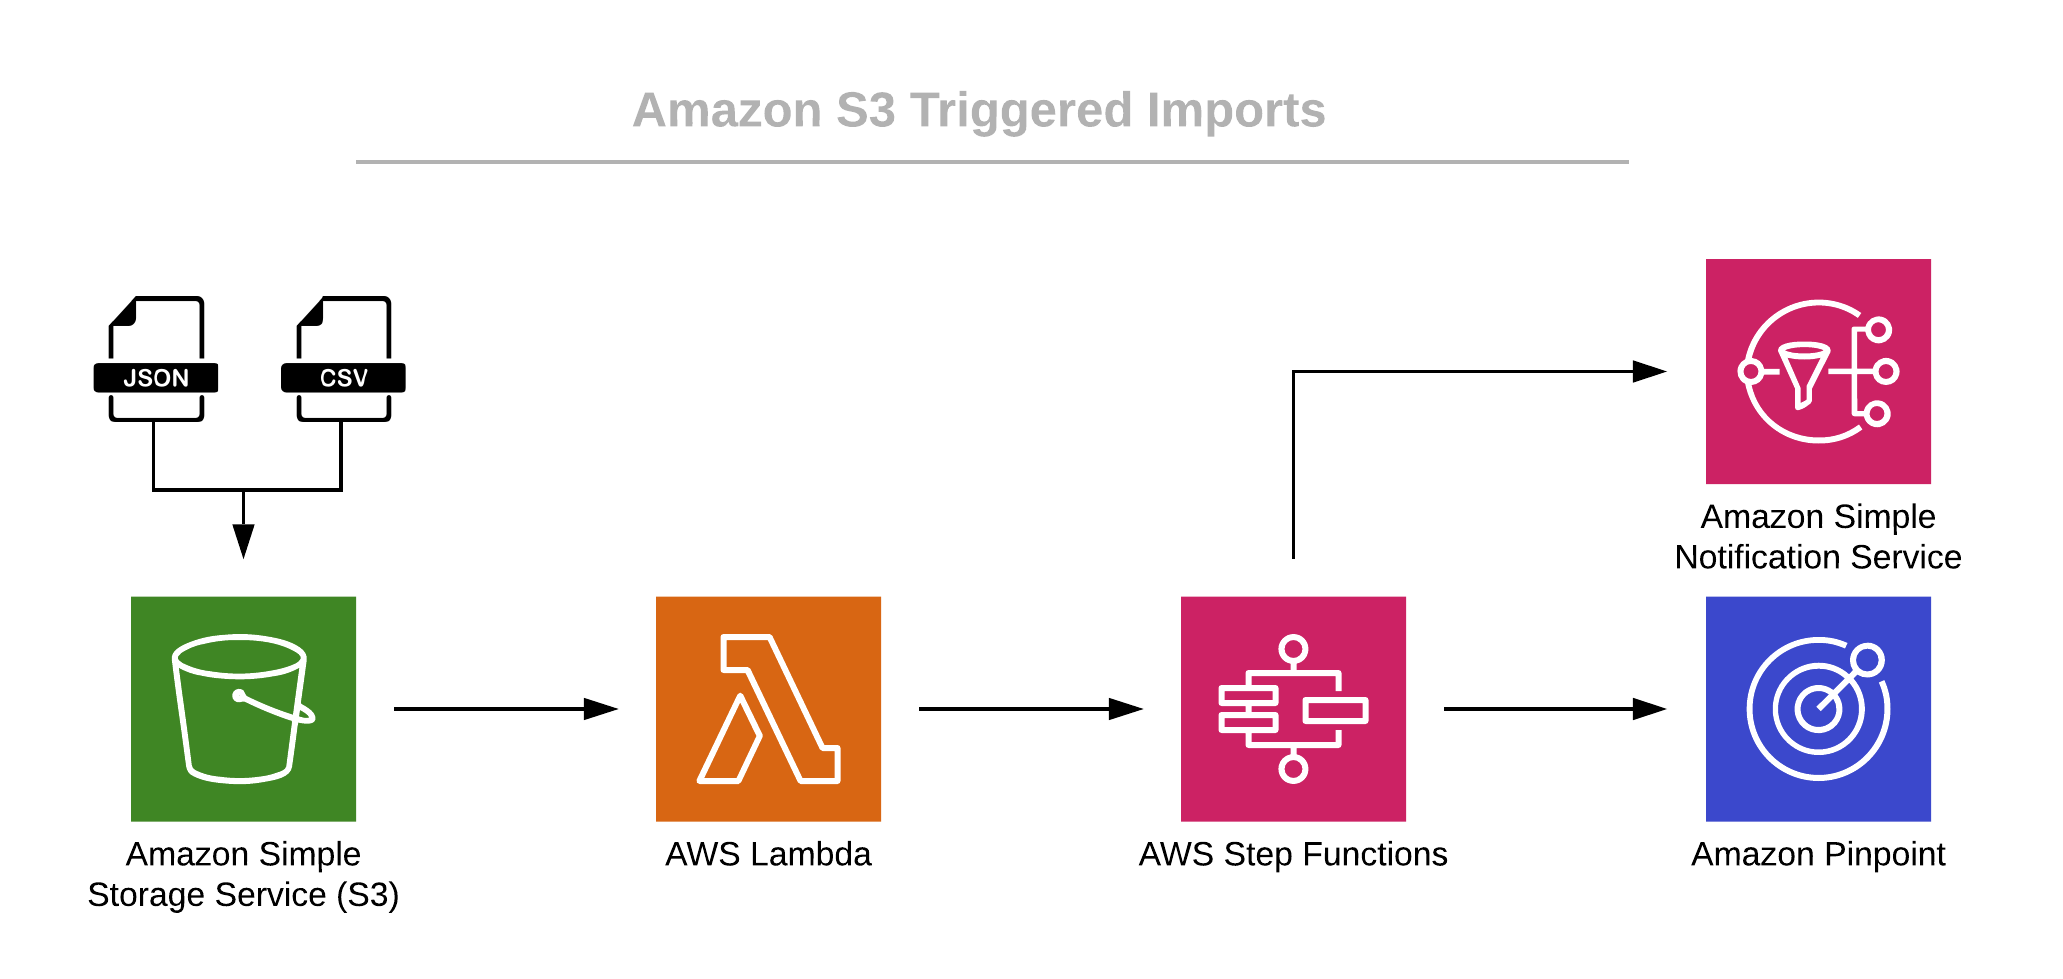 Amazon S3 Triggered Imports
JSON
CSV
Amazon Simple
Notification Service
Amazon Simple
Storage Service (S3)
AWS Lambda
AWS Step Functions
Amazon Pinpoint